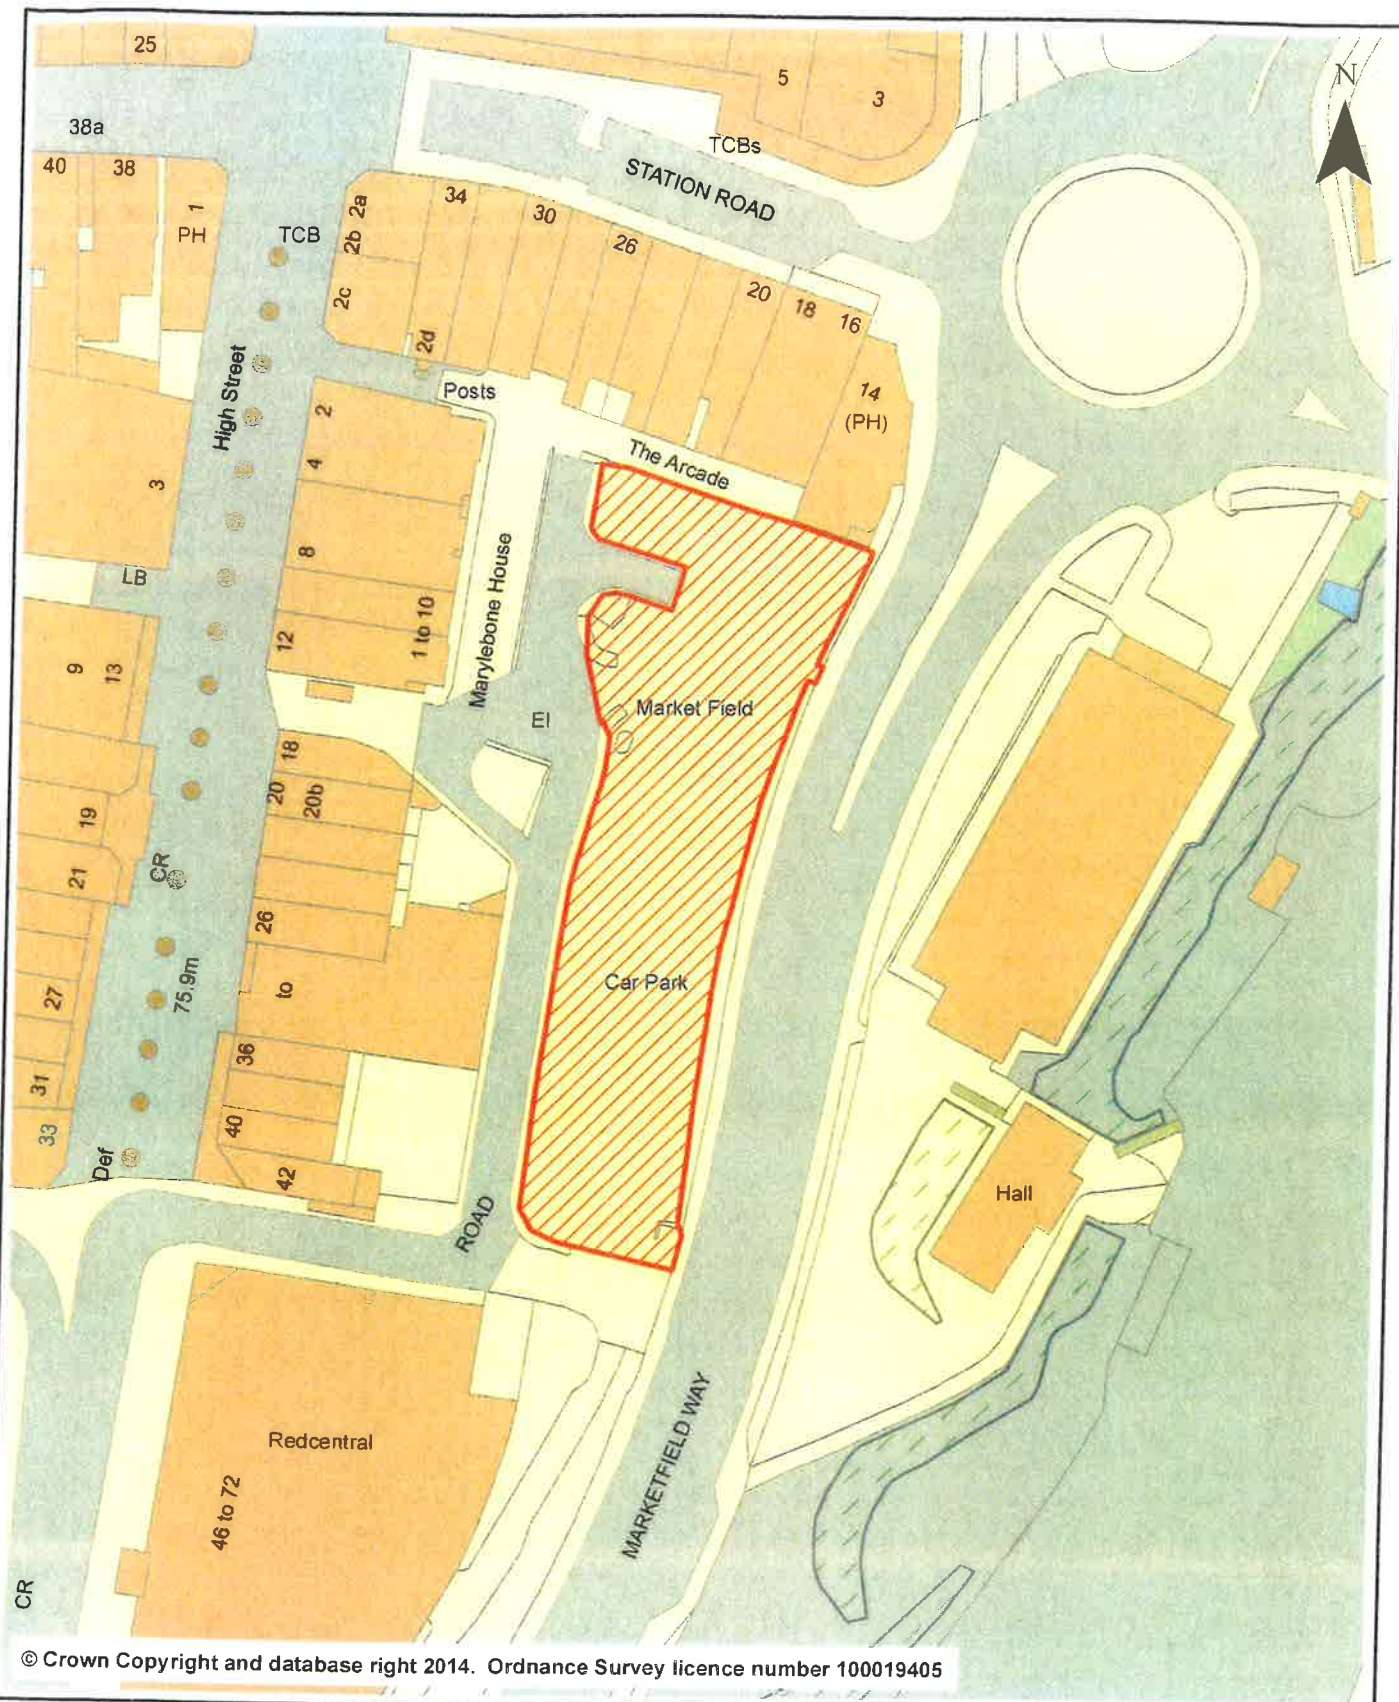 25
5
3
N
38a
TCBs
40
38
STATION ROAD
34
30
26
1
PH
TCB
2a
2b
2c
20
18
16
2d
High Street
Posts
14
(PH)
2
The Arcade
4
3
8
Marylebone House
LB
12
1 to 10
9
13
Market Field
El
18
20
20b
19
21
CR
26
Car Park
75.9m
to
27
36
31
40
33
Def
42
Hall
ROAD
Redcentral
MARKETFIELD WAY
46 to 72
CR
© Crown Copyright and database right 2014. Ordnance Survey licence number 100019405